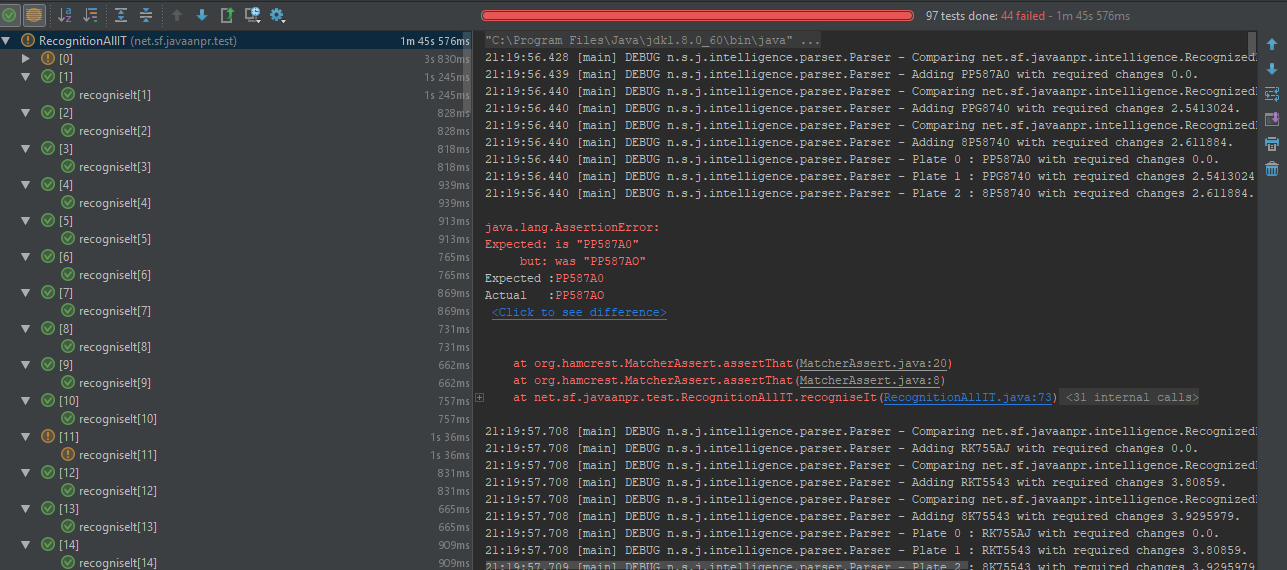 97 tests done: 44 failed - 1m 45s 576ms
RecognitionAllIT (net.sf.javaanpr.test) 1m 45s 576ms
[0] 3s 830ms
[1] 1s 245ms
recogniseIt[1] 1s 245ms
[2] 828ms
recogniseIt[2] 828ms
[3] 818ms
recogniseIt[3] 818ms
[4] 939ms
recogniseIt[4] 939ms
[5] 913ms
recogniseIt[5] 913ms
[6] 765ms
recogniseIt[6] 765ms
[7] 869ms
recogniseIt[7] 869ms
[8] 731ms
recogniseIt[8] 731ms
[9] 662ms
recogniseIt[9] 662ms
[10] 757ms
recogniseIt[10] 757ms
[11] 1s 36ms
recogniseIt[11] 1s 36ms
[12] 831ms
recogniseIt[12] 831ms
[13] 665ms
recogniseIt[13] 665ms
[14] 909ms
recogniseIt[14] 909ms
"C:\Program Files\Java\jdk1.8.0_60\bin\java" ...
21:19:56.428 [main] DEBUG n.s.j.intelligence.parser.Parser - Comparing net.sf.javaanpr.intelligence.Recognized
21:19:56.439 [main] DEBUG n.s.j.intelligence.parser.Parser - Adding PP587A0 with required changes 0.0.
21:19:56.440 [main] DEBUG n.s.j.intelligence.parser.Parser - Comparing net.sf.javaanpr.intelligence.Recognized
21:19:56.440 [main] DEBUG n.s.j.intelligence.parser.Parser - Adding PPG8740 with required changes 2.5413024.
21:19:56.440 [main] DEBUG n.s.j.intelligence.parser.Parser - Comparing net.sf.javaanpr.intelligence.Recognized
21:19:56.440 [main] DEBUG n.s.j.intelligence.parser.Parser - Adding 8P58740 with required changes 2.611884.
21:19:56.440 [main] DEBUG n.s.j.intelligence.parser.Parser - Plate 0 : PP587A0 with required changes 0.0.
21:19:56.440 [main] DEBUG n.s.j.intelligence.parser.Parser - Plate 1 : PPG8740 with required changes 2.5413024
21:19:56.440 [main] DEBUG n.s.j.intelligence.parser.Parser - Plate 2 : 8P58740 with required changes 2.611884.
java.lang.AssertionError:
Expected: is "PP587A0"
but: was "PP587AO"
Expected :PP587A0
Actual :PP587AO
<Click to see difference>
at org.hamcrest.MatcherAssert.assertThat(MatcherAssert.java:20)
at org.hamcrest.MatcherAssert.assertThat(MatcherAssert.java:8)
at net.sf.javaanpr.test.RecognitionAllIT.recogniseIt(RecognitionAllIT.java:73) <31 internal calls>
21:19:57.708 [main] DEBUG n.s.j.intelligence.parser.Parser - Comparing net.sf.javaanpr.intelligence.Recognized
21:19:57.708 [main] DEBUG n.s.j.intelligence.parser.Parser - Adding RK755AJ with required changes 0.0.
21:19:57.708 [main] DEBUG n.s.j.intelligence.parser.Parser - Comparing net.sf.javaanpr.intelligence.Recognized
21:19:57.708 [main] DEBUG n.s.j.intelligence.parser.Parser - Adding RKT5543 with required changes 3.80859.
21:19:57.708 [main] DEBUG n.s.j.intelligence.parser.Parser - Comparing net.sf.javaanpr.intelligence.Recognized
21:19:57.708 [main] DEBUG n.s.j.intelligence.parser.Parser - Adding 8K75543 with required changes 3.9295979.
21:19:57.708 [main] DEBUG n.s.j.intelligence.parser.Parser - Plate 0 : RK755AJ with required changes 0.0.
21:19:57.708 [main] DEBUG n.s.j.intelligence.parser.Parser - Plate 1 : RKT5543 with required changes 3.80859.
21:19:57.709 [main] DEBUG n.s.j.intelligence.parser.Parser - Plate 2 : 8K75543 with required changes 3.9295979